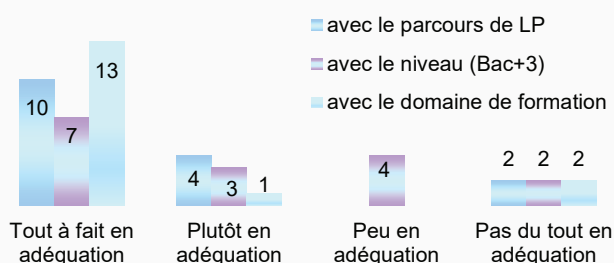 avec le parcours de LP
avec le niveau (Bac+3)
avec le domaine de formation
10
7
13
4
3
1
4
2
2
2
Tout à fait en
adéquation
Plutôt en
adéquation
Peu en
adéquation
Pas du tout en
adéquation